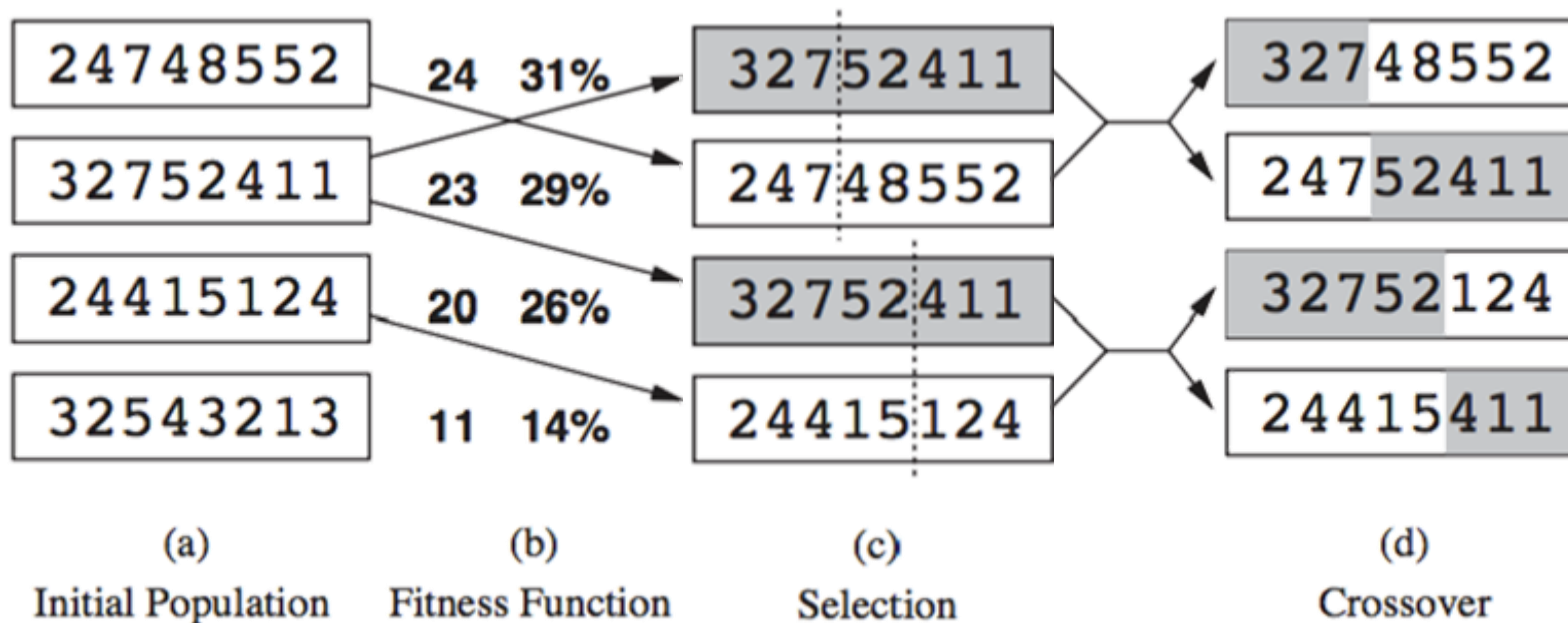 24748552 24 31% 32752411 32748552
32752411 23 29% 24748552 24752411
24415124 20 26% 32752411 32752124
32543213 11 14% 24415124 24415411
(a) (b) (c) (d)
Initial Population Fitness Function Selection Crossover